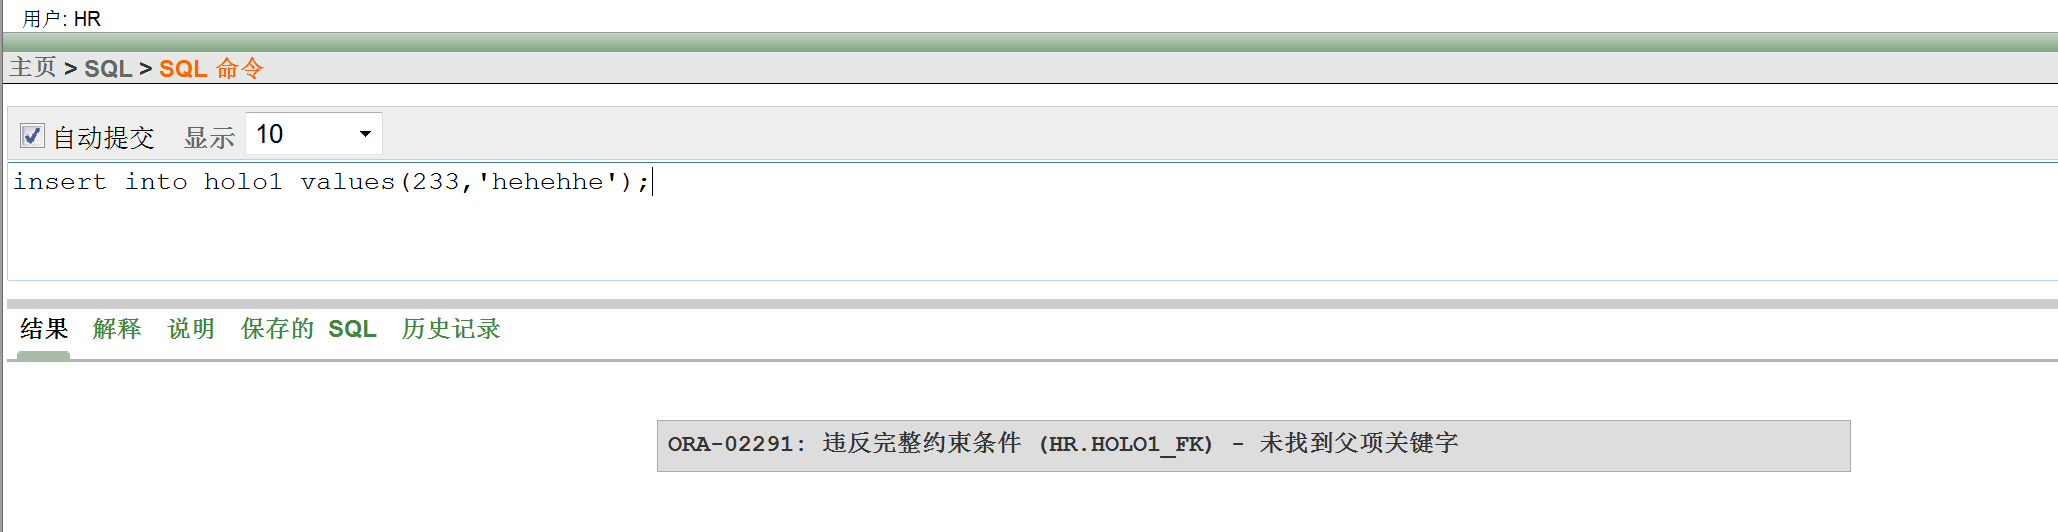 用户: HR
主页 > SQL > SQL 命令
自动提交 显示 10
insert into holo1 values(233,'hehehhe');
结果 解释 说明 保存的 SQL 历史记录
ORA-02291: 违反完整约束条件 (HR.HOLO1_FK) - 未找到父项关键字